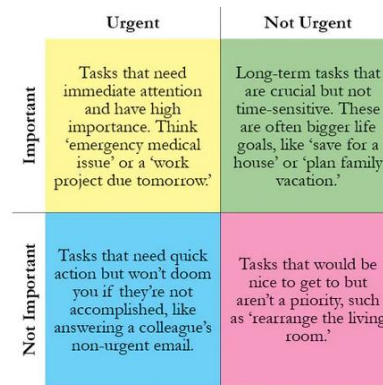 Urgent
Not Urgent
Important
Tasks that need
immediate attention
and have high
importance. Think
‘emergency medical
issue’ or a ‘work
project due tomorrow.’
Long-term tasks that
are crucial but not
time-sensitive. These
are often bigger life
goals, like ‘save for a
house’ or ‘plan family
vacation.’
Not Important
Tasks that need quick
action but won’t doom
you if they’re not
accomplished, like
answering a colleague’s
non-urgent email.
Tasks that would be
nice to get to but
aren’t a priority, such
as ‘rearrange the living
room.’